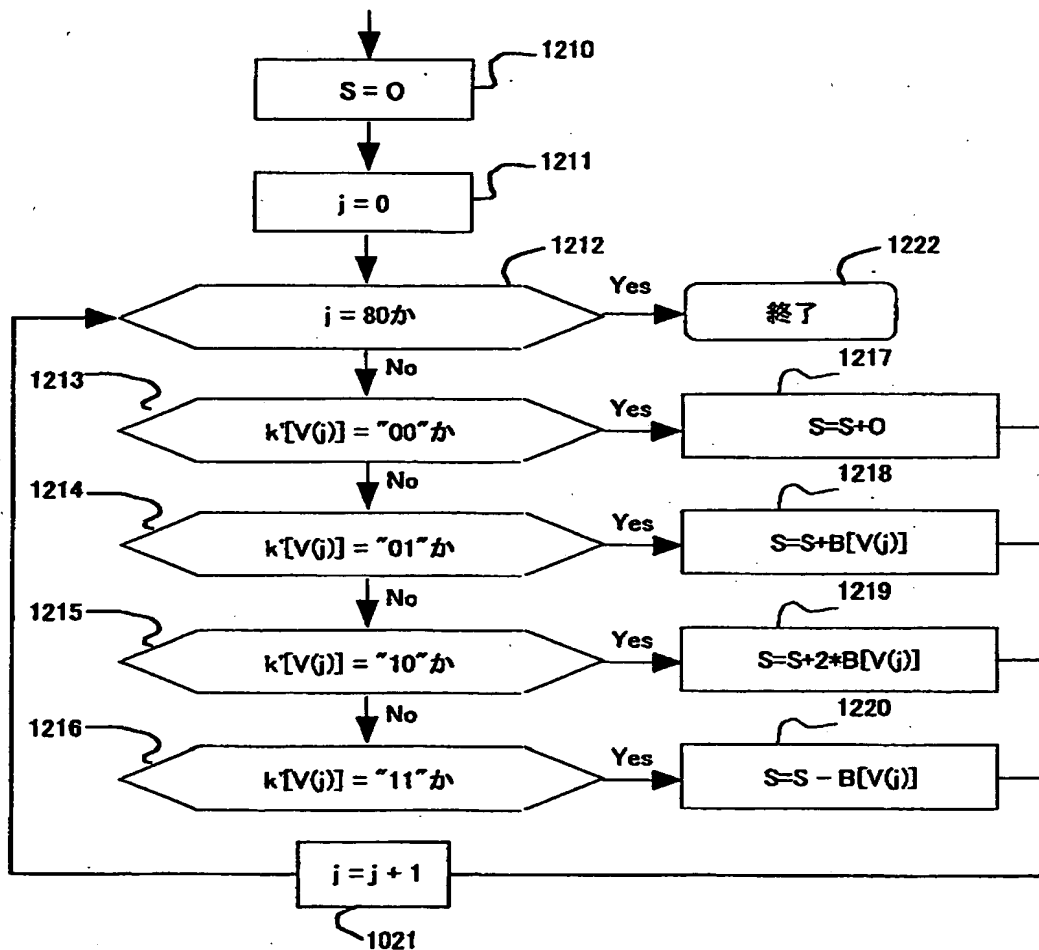 1210
S = O
1211
j = 0
1212
1222
j = 80か
Yes
終了
No
1213
1217
k'[V(j)] = "00"か
Yes
S=S+O
No
1214
1218
k'[V(j)] = "01"か
Yes
S=S+B[V(j)]
No
1215
1219
k'[V(j)] = "10"か
Yes
S=S+2*B[V(j)]
No
1216
1220
k'[V(j)] = "11"か
Yes
S=S - B[V(j)]
j = j + 1
1021